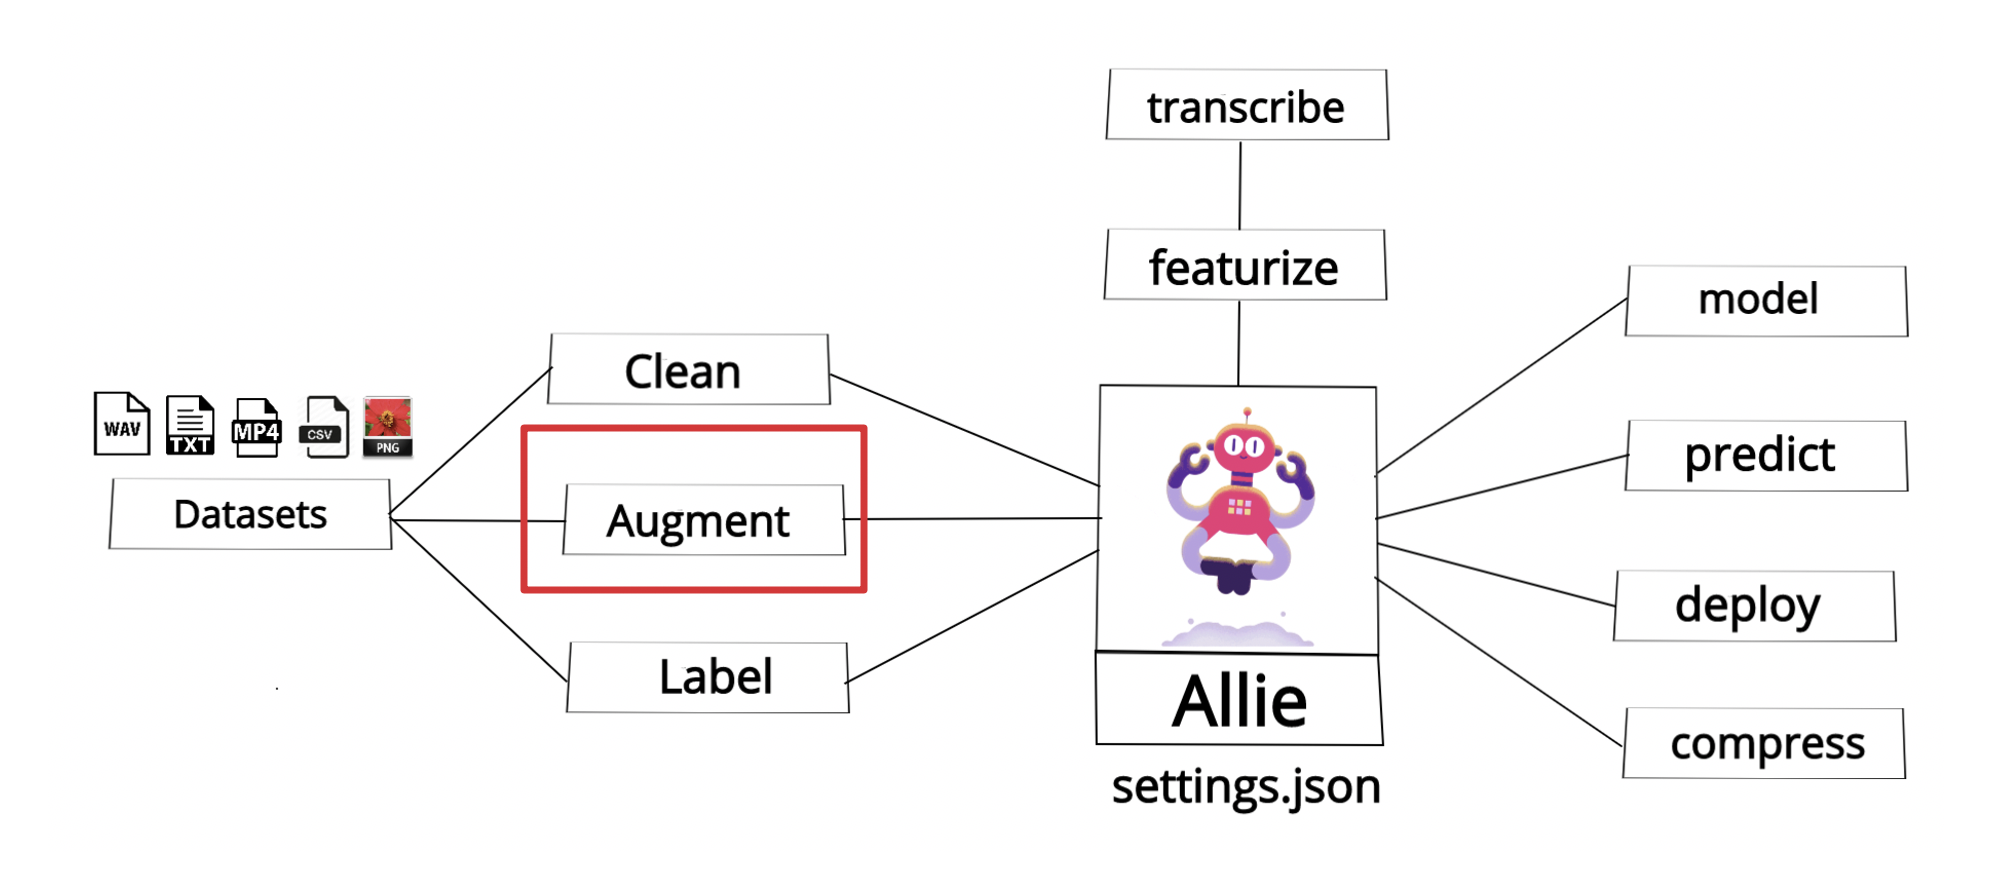 transcribe
featurize
model
Clean
WAV
TXT
MP4
CSV
PNG
predict
Datasets
Augment
deploy
Label
Allie
compress
settings.json